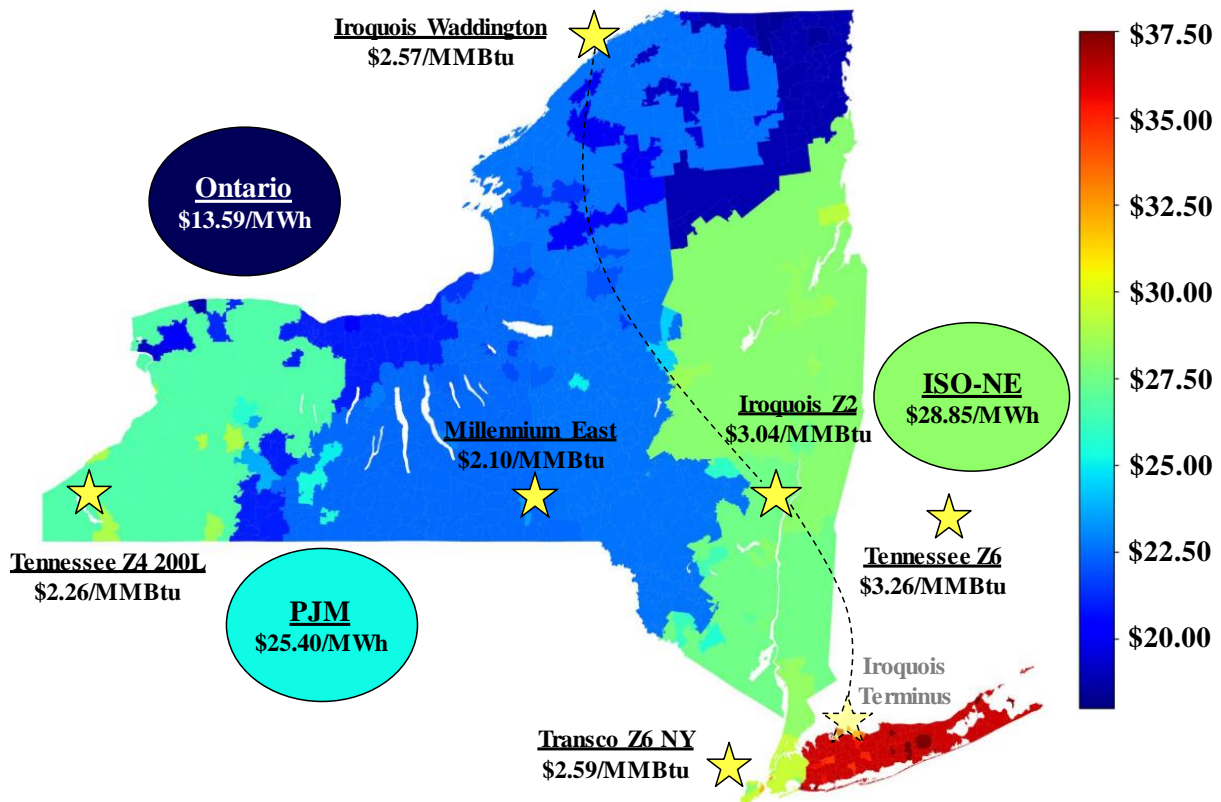 Iroquois Waddington
$2.57/MMBtu
$37.50
$35.00
$32.50
$30.00
$27.50
$25.00
$22.50
$20.00
Ontario
$13.59/MWh
ISO-NE
$28.85/MWh
Iroquois Z2
$3.04/MMBtu
Millennium East
$2.10/MMBtu
Tennessee Z4 200L
$2.26/MMBtu
Tennessee Z6
$3.26/MMBtu
PJM
$25.40/MWh
Iroquois
Terminus
Transco Z6 NY
$2.59/MMBtu